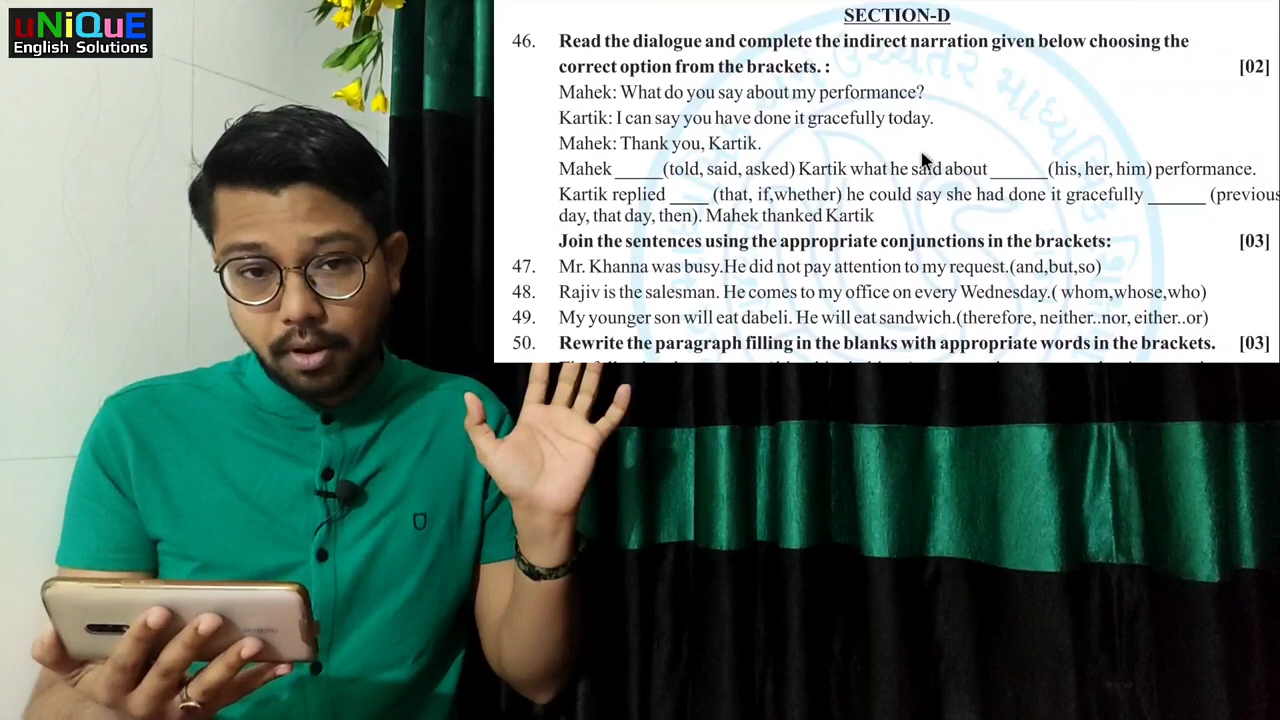 uNiQuE
English Solutions
SECTION-D
46. Read the dialogue and complete the indirect narration given below choosing the
correct option from the brackets. : [02]
Mahek: What do you say about my performance?
Kartik: I can say you have done it gracefully today.
Mahek: Thank you, Kartik.
Mahek _____(told, said, asked) Kartik what he said about ______(his, her, him) performance.
Kartik replied ____ (that, if,whether) he could say she had done it gracefully ______ (previous
day, that day, then). Mahek thanked Kartik
Join the sentences using the appropriate conjunctions in the brackets: [03]
47. Mr. Khanna was busy.He did not pay attention to my request.(and,but,so)
48. Rajiv is the salesman. He comes to my office on every Wednesday.( whom,whose,who)
49. My younger son will eat dabeli. He will eat sandwich.(therefore, neither..nor, either..or)
50. Rewrite the paragraph filling in the blanks with appropriate words in the brackets. [03]